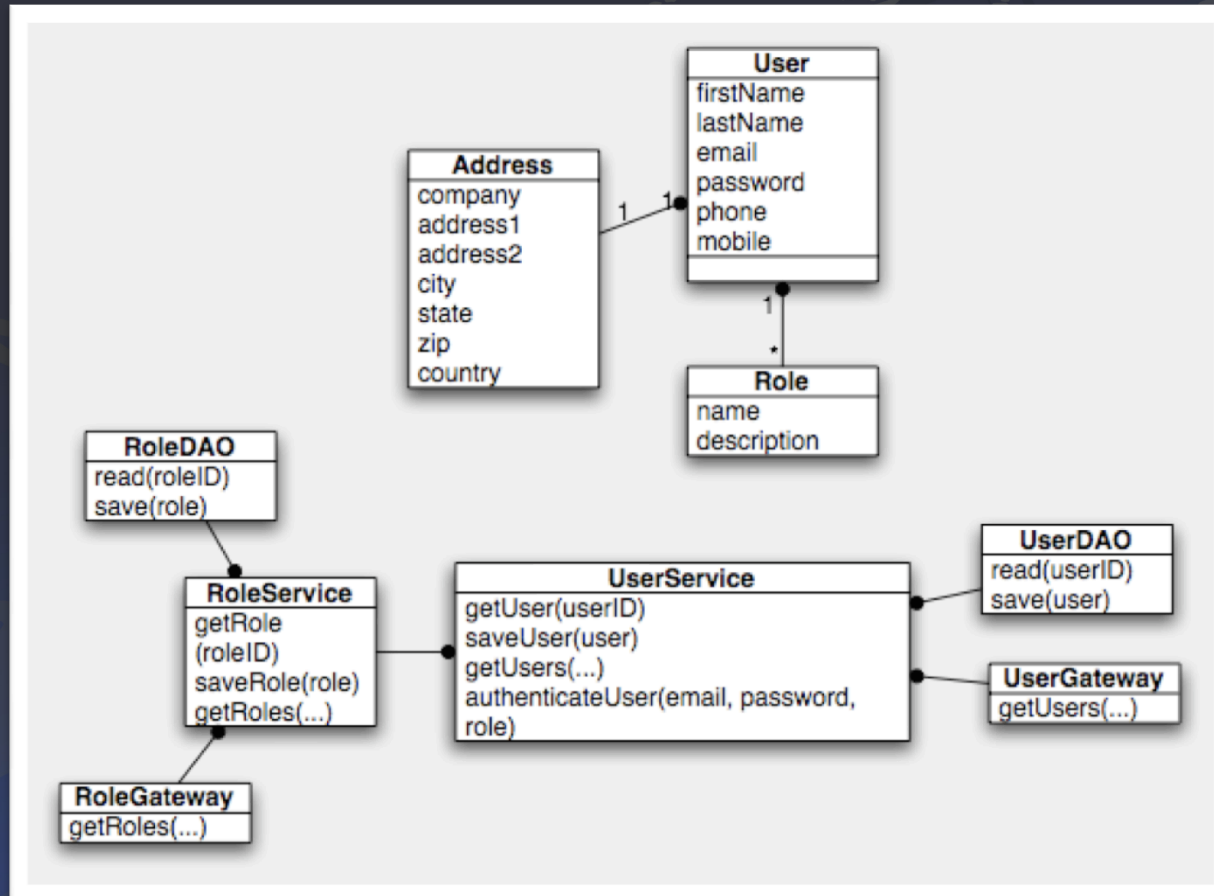 User
firstName
lastName
email
password
phone
mobile
Address
company
address1
address2
city
state
zip
country
1
1
1
*
Role
name
description
RoleDAO
read(roleID)
save(role)
RoleService
getRole
(roleID)
saveRole(role)
getRoles(...)
RoleGateway
getRoles(...)
UserService
getUser(userID)
saveUser(user)
getUsers(...)
authenticateUser(email, password,
role)
UserDAO
read(userID)
save(user)
UserGateway
getUsers(...)